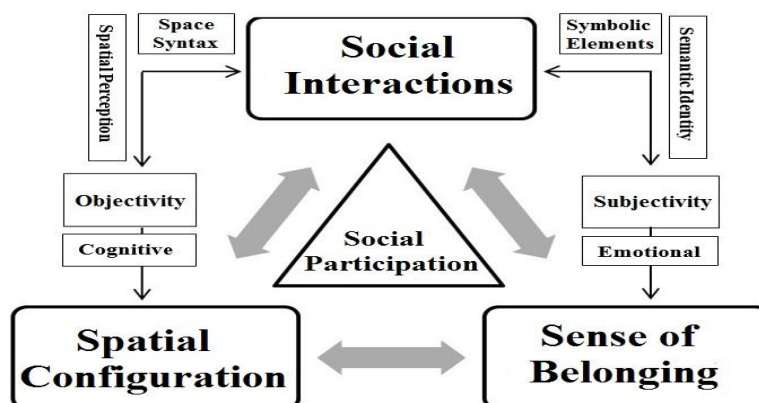 Space
Syntax
Spatial Perception
Social
Interactions
Symbolic
Elements
Semantic Identity
Objectivity
Cognitive
Social
Participation
Subjectivity
Emotional
Spatial
Configuration
Sense of
Belonging